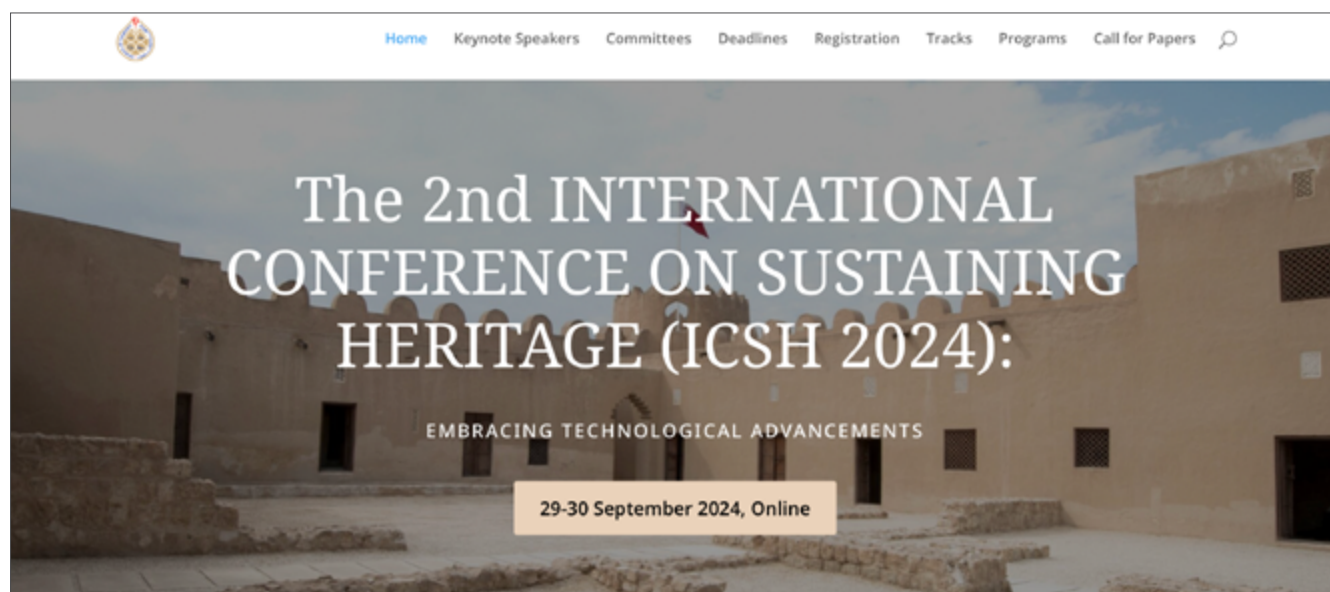 Home
Keynote Speakers
Committees
Deadlines
Registration
Tracks
Programs
Call for Papers
The 2nd INTERNATIONAL
CONFERENCE ON SUSTAINING
HERITAGE (ICSH 2024):
EMBRACING TECHNOLOGICAL ADVANCEMENTS
29-30 September 2024, Online